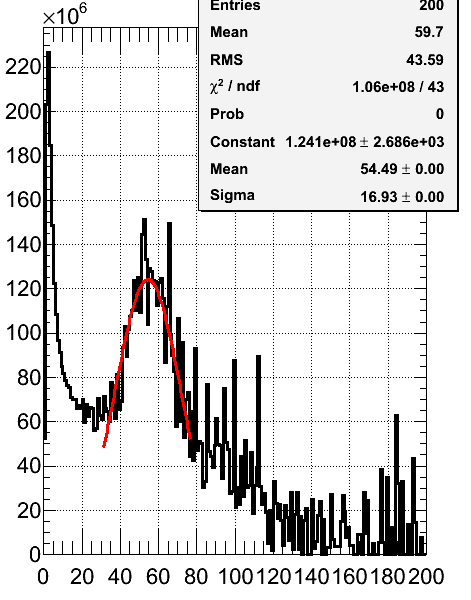 ×10⁶
Entries 200
Mean 59.7
RMS 43.59
χ² / ndf 1.06e+08 / 43
Prob 0
Constant 1.241e+08 ± 2.686e+03
Mean 54.49 ± 0.00
Sigma 16.93 ± 0.00
220
200
180
160
140
120
100
80
60
40
20
0
0 20 40 60 80 100 120 140 160 180 200